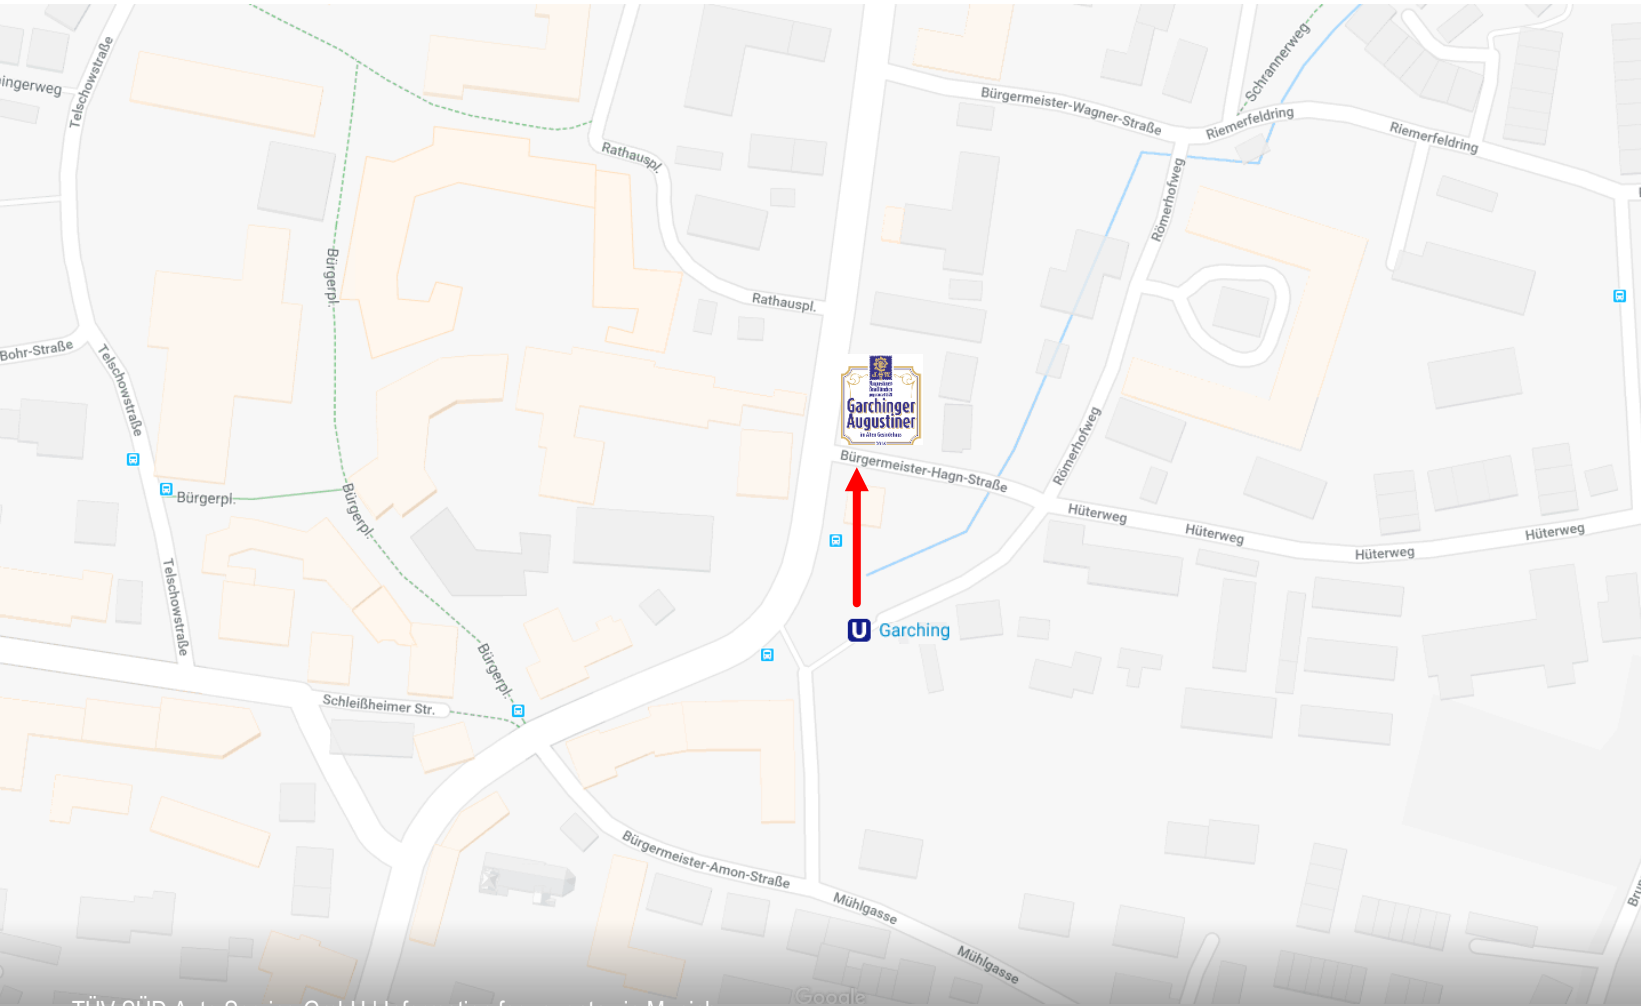 Telschowstraße
ingerweg
Bürgermeister-Wagner-Straße
Schrannerweg
Riemerfeldring
Riemerfeldring
Rathauspl.
Römerhofweg
Bürgerpl.
Rathauspl.
Bohr-Straße
Telschowstraße
Garchinger
Augustiner
Römerhofweg
Bürgermeister-Hagn-Straße
Bürgerpl.
Bürgerpl.
Hüterweg
Hüterweg
Hüterweg
Hüterweg
Telschowstraße
U Garching
Bürgerpl.
Schleißheimer Str.
Bürgermeister-Amon-Straße
Mühlgasse
Mühlgasse
Google